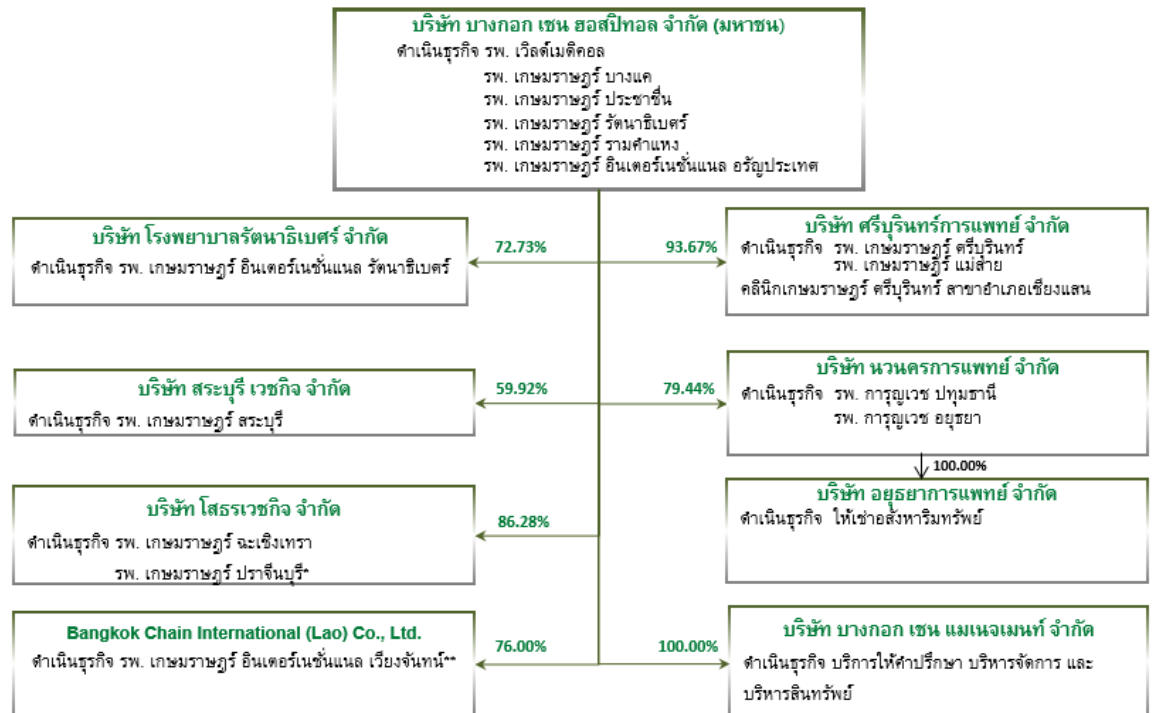 บริษัท บางกอก เชน ฮอสปิทอล จำกัด (มหาชน)
ดำเนินธุรกิจ รพ. เวิลด์เมดิคอล
รพ. เกษมราษฎร์ บางแค
รพ. เกษมราษฎร์ ประชาชื่น
รพ. เกษมราษฎร์ รัตนาธิเบศร์
รพ. เกษมราษฎร์ รามคำแหง
รพ. เกษมราษฎร์ อินเตอร์เนชั่นแนล อรัญประเทศ
บริษัท โรงพยาบาลรัตนาธิเบศร์ จำกัด
ดำเนินธุรกิจ รพ. เกษมราษฎร์ อินเตอร์เนชั่นแนล รัตนาธิเบศร์
72.73%
93.67%
บริษัท ศรีบุรินทร์การแพทย์ จำกัด
ดำเนินธุรกิจ รพ. เกษมราษฎร์ ศรีบุรินทร์
รพ. เกษมราษฎร์ แม่สาย
คลินิกเกษมราษฎร์ ศรีบุรินทร์ สาขาอำเภอเชียงแสน
บริษัท สระบุรี เวชกิจ จำกัด
ดำเนินธุรกิจ รพ. เกษมราษฎร์ สระบุรี
59.92%
79.44%
บริษัท นวนครการแพทย์ จำกัด
ดำเนินธุรกิจ รพ. การุญเวช ปทุมธานี
รพ. การุญเวช อยุธยา
100.00%
บริษัท โสธรเวชกิจ จำกัด
ดำเนินธุรกิจ รพ. เกษมราษฎร์ ฉะเชิงเทรา
รพ. เกษมราษฎร์ ปราจีนบุรี*
86.28%
บริษัท อยุธยาการแพทย์ จำกัด
ดำเนินธุรกิจ ให้เช่าอสังหาริมทรัพย์
Bangkok Chain International (Lao) Co., Ltd.
ดำเนินธุรกิจ รพ. เกษมราษฎร์ อินเตอร์เนชั่นแนล เวียงจันทน์**
76.00%
100.00%
บริษัท บางกอก เชน แมเนจเมนท์ จำกัด
ดำเนินธุรกิจ บริการให้คำปรึกษา บริหารจัดการ และ
บริหารสินทรัพย์